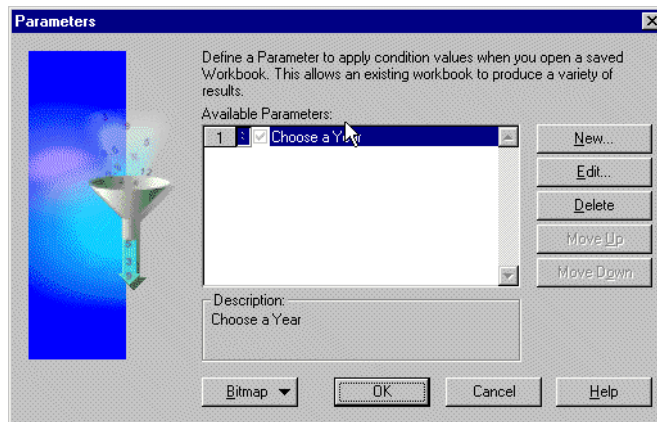 Parameters
Define a Parameter to apply condition values when you open a saved
Workbook. This allows an existing workbook to produce a variety of
results.
Available Parameters:
1 Choose a Year
New...
Edit...
Delete
Move Up
Move Down
Description:
Choose a Year
Bitmap OK Cancel Help